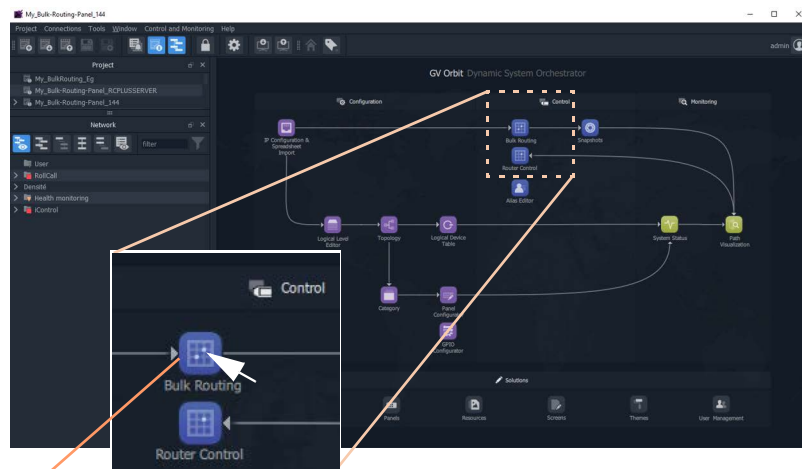 My_Bulk-Routing-Panel_144
Project Connections Tools Window Control and Monitoring Help
admin
Project
My_BulkRouting_Eg
My_Bulk-Routing-Panel_RCPLUSSERVER
My_Bulk-Routing-Panel_144
Network
filter
User
RollCall
Densité
Health monitoring
iControl
GV Orbit Dynamic System Orchestrator
Configuration
Control
Monitoring
IP Configuration &
Spreadsheet
Import
Bulk Routing
Snapshots
Router Control
Alias Editor
Logical Level
Editor
Topology
Logical Device
Table
System Status
Path
Visualization
Category
Panel
Configurator
GPIO
Configurator
Solutions
Panels
Resources
Screens
Themes
User Management
Control
Bulk Routing
Router Control